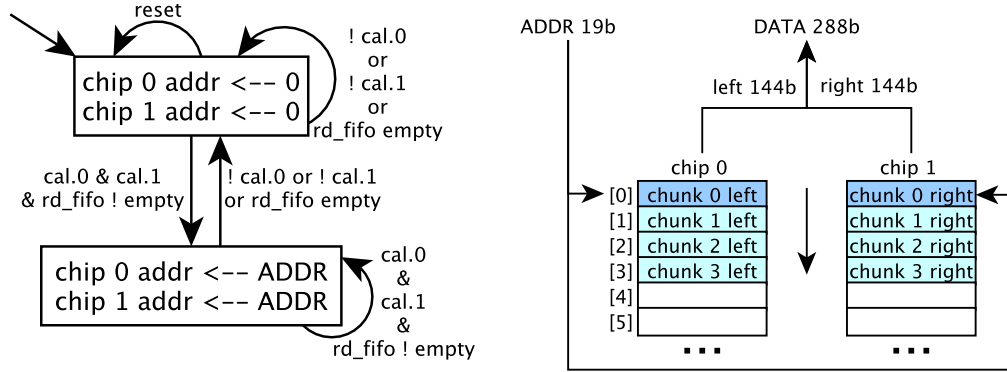 reset
! cal.0
or
! cal.1
or
rd_fifo empty
chip 0 addr <-- 0
chip 1 addr <-- 0
cal.0 & cal.1
& rd_fifo ! empty
! cal.0 or ! cal.1
or rd_fifo empty
chip 0 addr <-- ADDR
chip 1 addr <-- ADDR
cal.0
&
cal.1
&
rd_fifo ! empty
ADDR 19b
DATA 288b
left 144b
right 144b
chip 0
chip 1
[0] chunk 0 left chunk 0 right
[1] chunk 1 left chunk 1 right
[2] chunk 2 left chunk 2 right
[3] chunk 3 left chunk 3 right
[4]
[5]
... ...